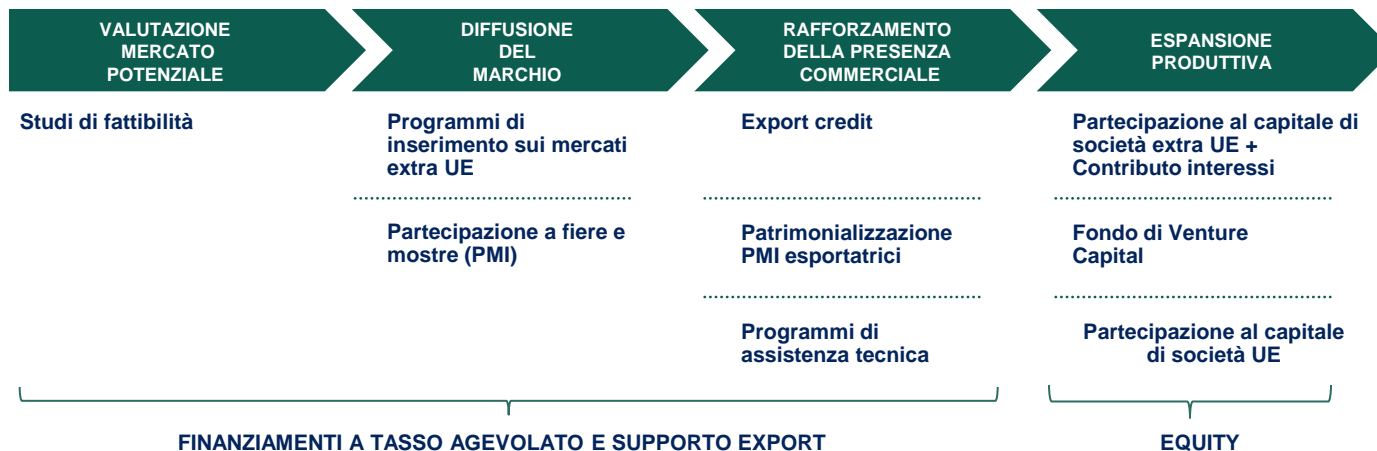 VALUTAZIONE
MERCATO
POTENZIALE
DIFFUSIONE
DEL
MARCHIO
RAFFORZAMENTO
DELLA PRESENZA
COMMERCIALE
ESPANSIONE
PRODUTTIVA
Studi di fattibilità
Programmi di
inserimento sui mercati
extra UE
Partecipazione a fiere e
mostre (PMI)
Export credit
Patrimonializzazione
PMI esportatrici
Programmi di
assistenza tecnica
Partecipazione al capitale di
società extra UE +
Contributo interessi
Fondo di Venture
Capital
Partecipazione al capitale
di società UE
FINANZIAMENTI A TASSO AGEVOLATO E SUPPORTO EXPORT
EQUITY